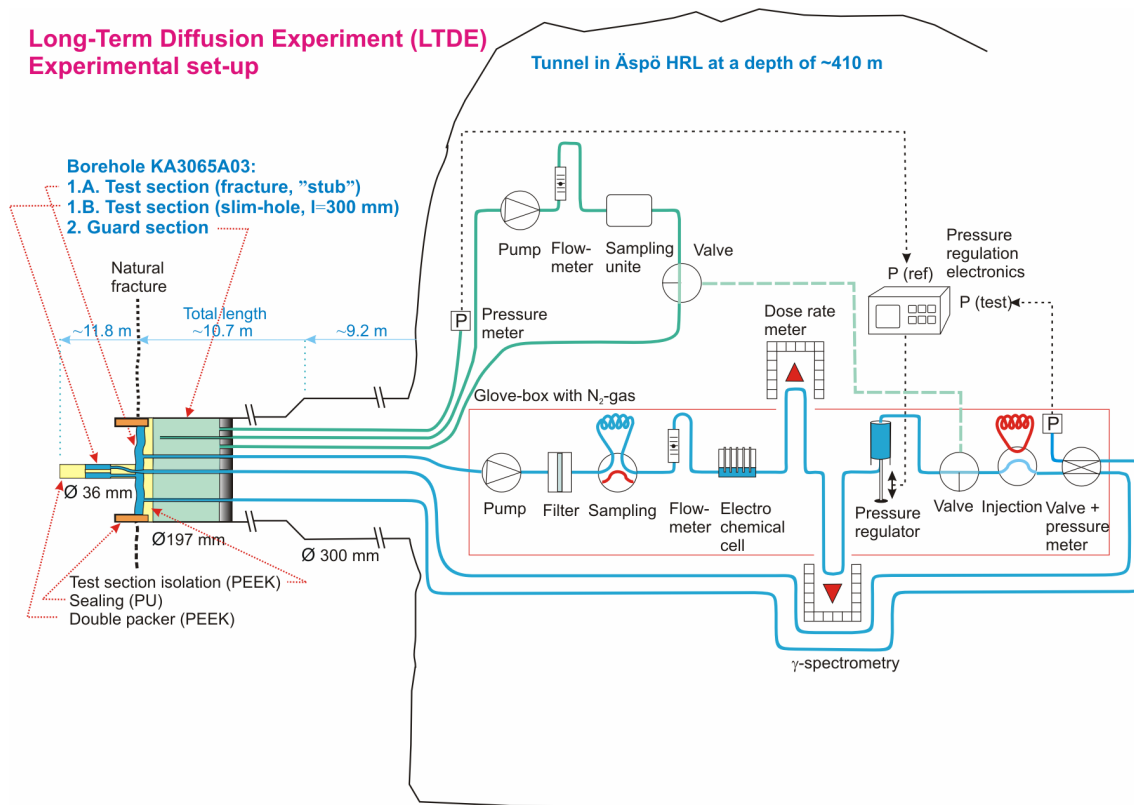 Long-Term Diffusion Experiment (LTDE)
Experimental set-up
Tunnel in Äspö HRL at a depth of ~410 m
Borehole KA3065A03:
1.A. Test section (fracture, ”stub”)
1.B. Test section (slim-hole, l=300 mm)
2. Guard section
Pump
Flow-
meter
Sampling
unite
Valve
Pressure
regulation
electronics
P (ref)
P (test)
Natural
fracture
Total length
~11.8 m
~10.7 m
~9.2 m
P
Pressure
meter
Dose rate
meter
Glove-box with N2-gas
P
Ø 36 mm
Ø197 mm
Ø 300 mm
Pump
Filter
Sampling
Flow-
meter
Electro
chemical
cell
Pressure
regulator
Valve
Injection
Valve +
pressure
meter
Test section isolation (PEEK)
Sealing (PU)
Double packer (PEEK)
γ-spectrometry